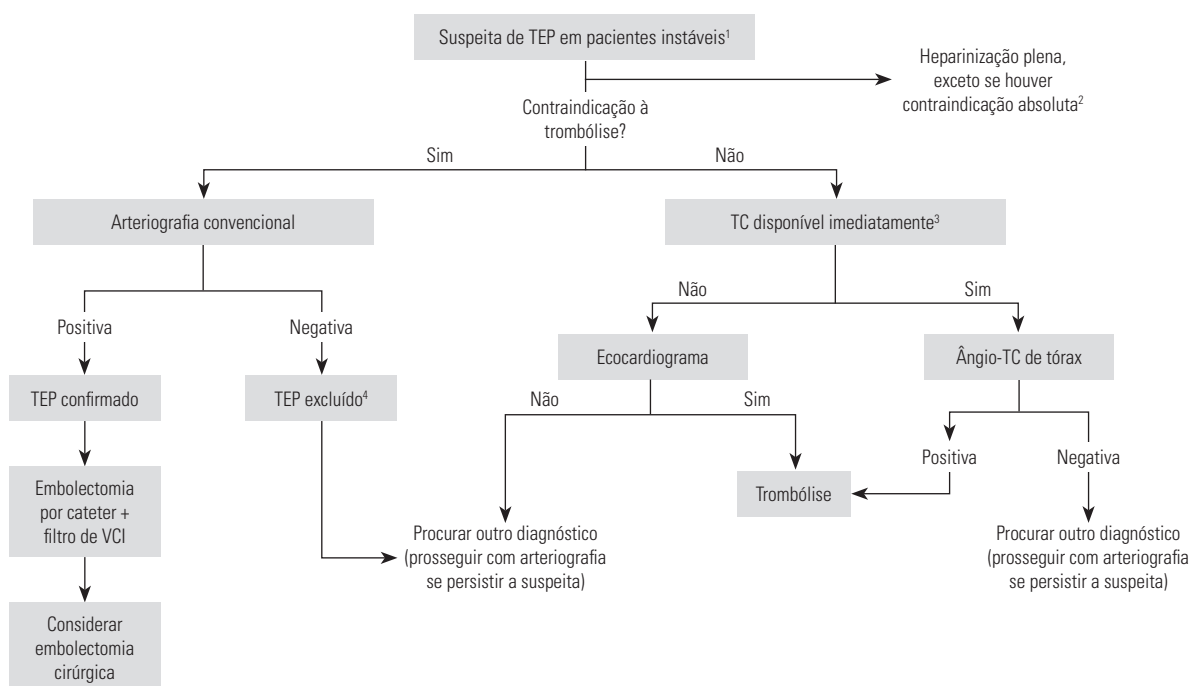 Suspeita de TEP em pacientes instáveis¹
Heparinização plena,
exceto se houver
contraindicação absoluta²
Contraindicação à
trombólise?
Sim
Não
Arteriografia convencional
TC disponível imediatamente³
Não
Sim
Positiva
Negativa
Ecocardiograma
Ângio-TC de tórax
TEP confirmado
TEP excluído⁴
Não
Sim
Positiva
Negativa
Embolectomia
por cateter +
filtro de VCI
Trombólise
Procurar outro diagnóstico
(prosseguir com arteriografia
se persistir a suspeita)
Procurar outro diagnóstico
(prosseguir com arteriografia
se persistir a suspeita)
Considerar
embolectomia
cirúrgica